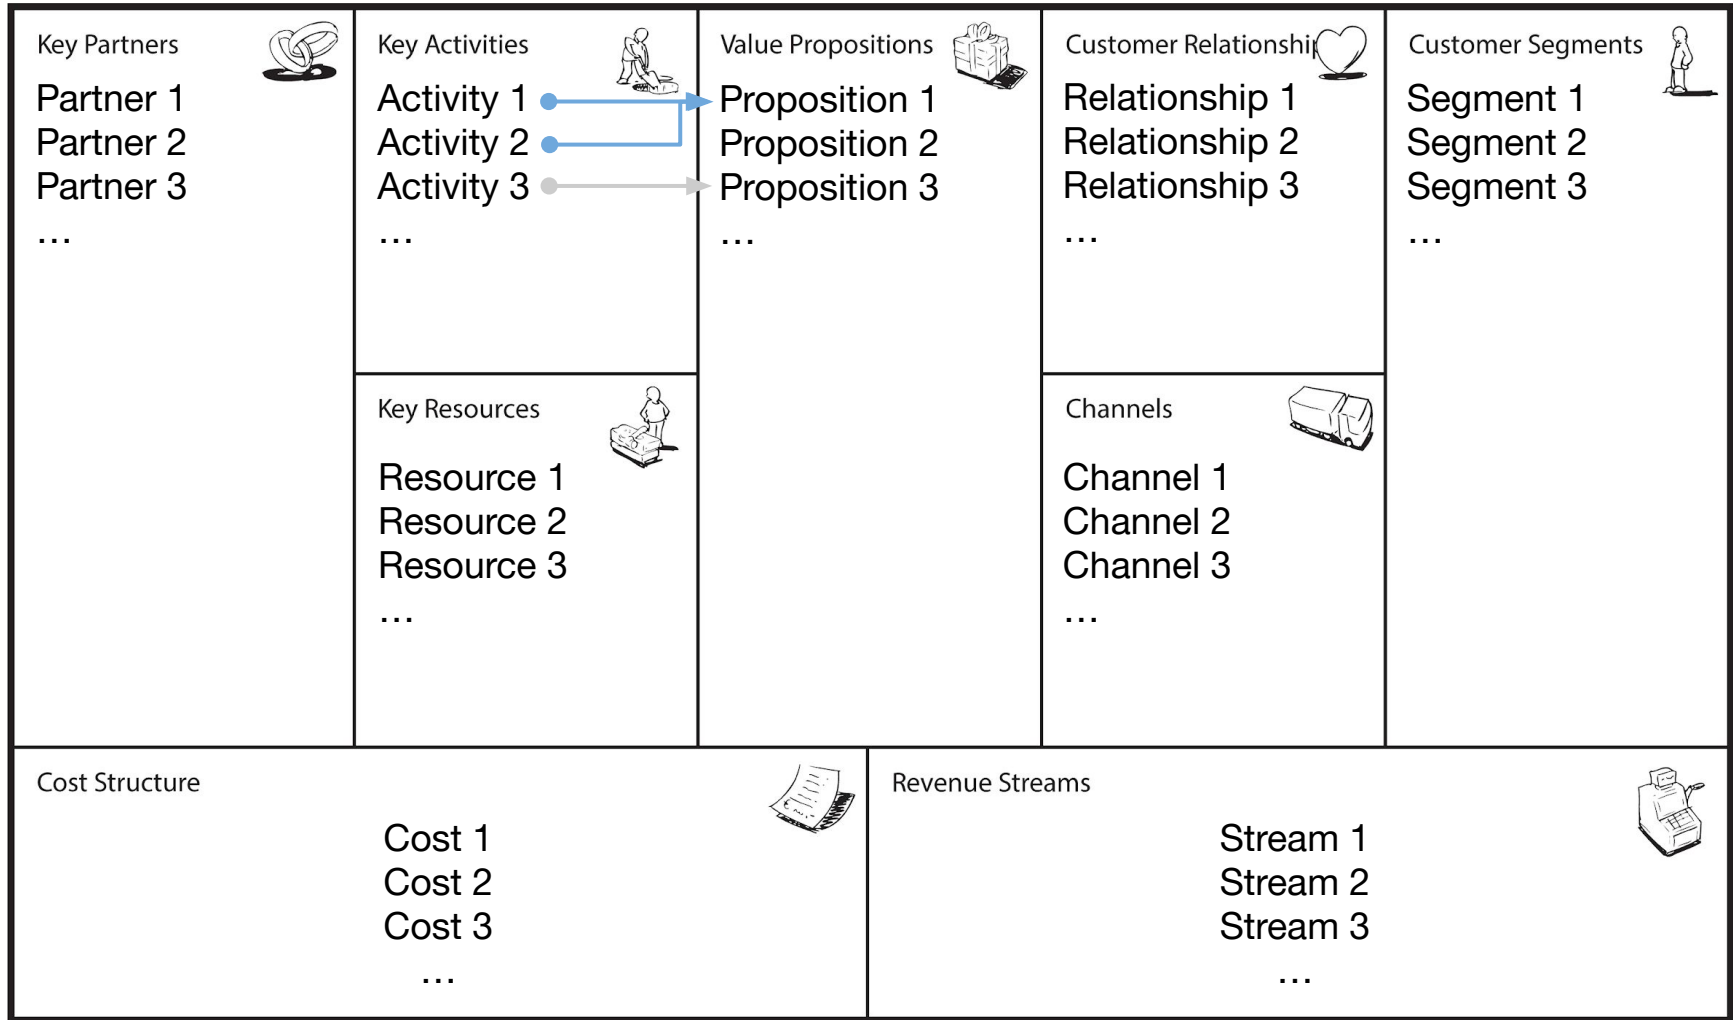 Key Partners
Partner 1
Partner 2
Partner 3
...
Key Activities
Activity 1
Activity 2
Activity 3
...
Key Resources
Resource 1
Resource 2
Resource 3
...
Value Propositions
Proposition 1
Proposition 2
Proposition 3
...
Customer Relationship
Relationship 1
Relationship 2
Relationship 3
...
Channels
Channel 1
Channel 2
Channel 3
...
Customer Segments
Segment 1
Segment 2
Segment 3
...
Cost Structure
Cost 1
Cost 2
Cost 3
...
Revenue Streams
Stream 1
Stream 2
Stream 3
...